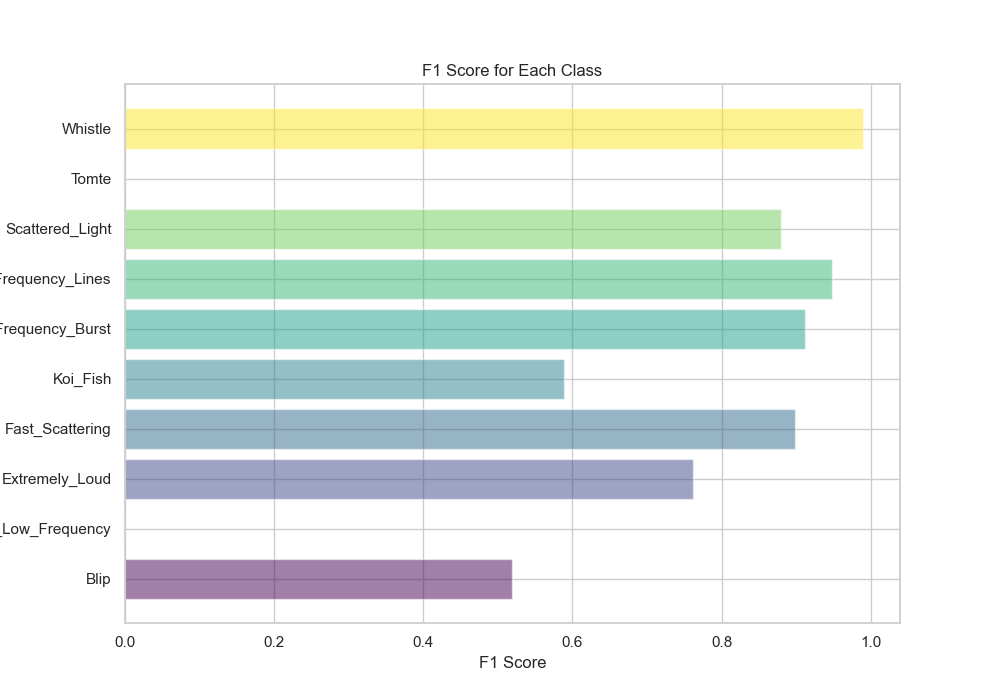 F1 Score for Each Class
Whistle
Tomte
Scattered_Light
Frequency_Lines
Frequency_Burst
Koi_Fish
Fast_Scattering
Extremely_Loud
_Low_Frequency
Blip
0.0 0.2 0.4 0.6 0.8 1.0
F1 Score